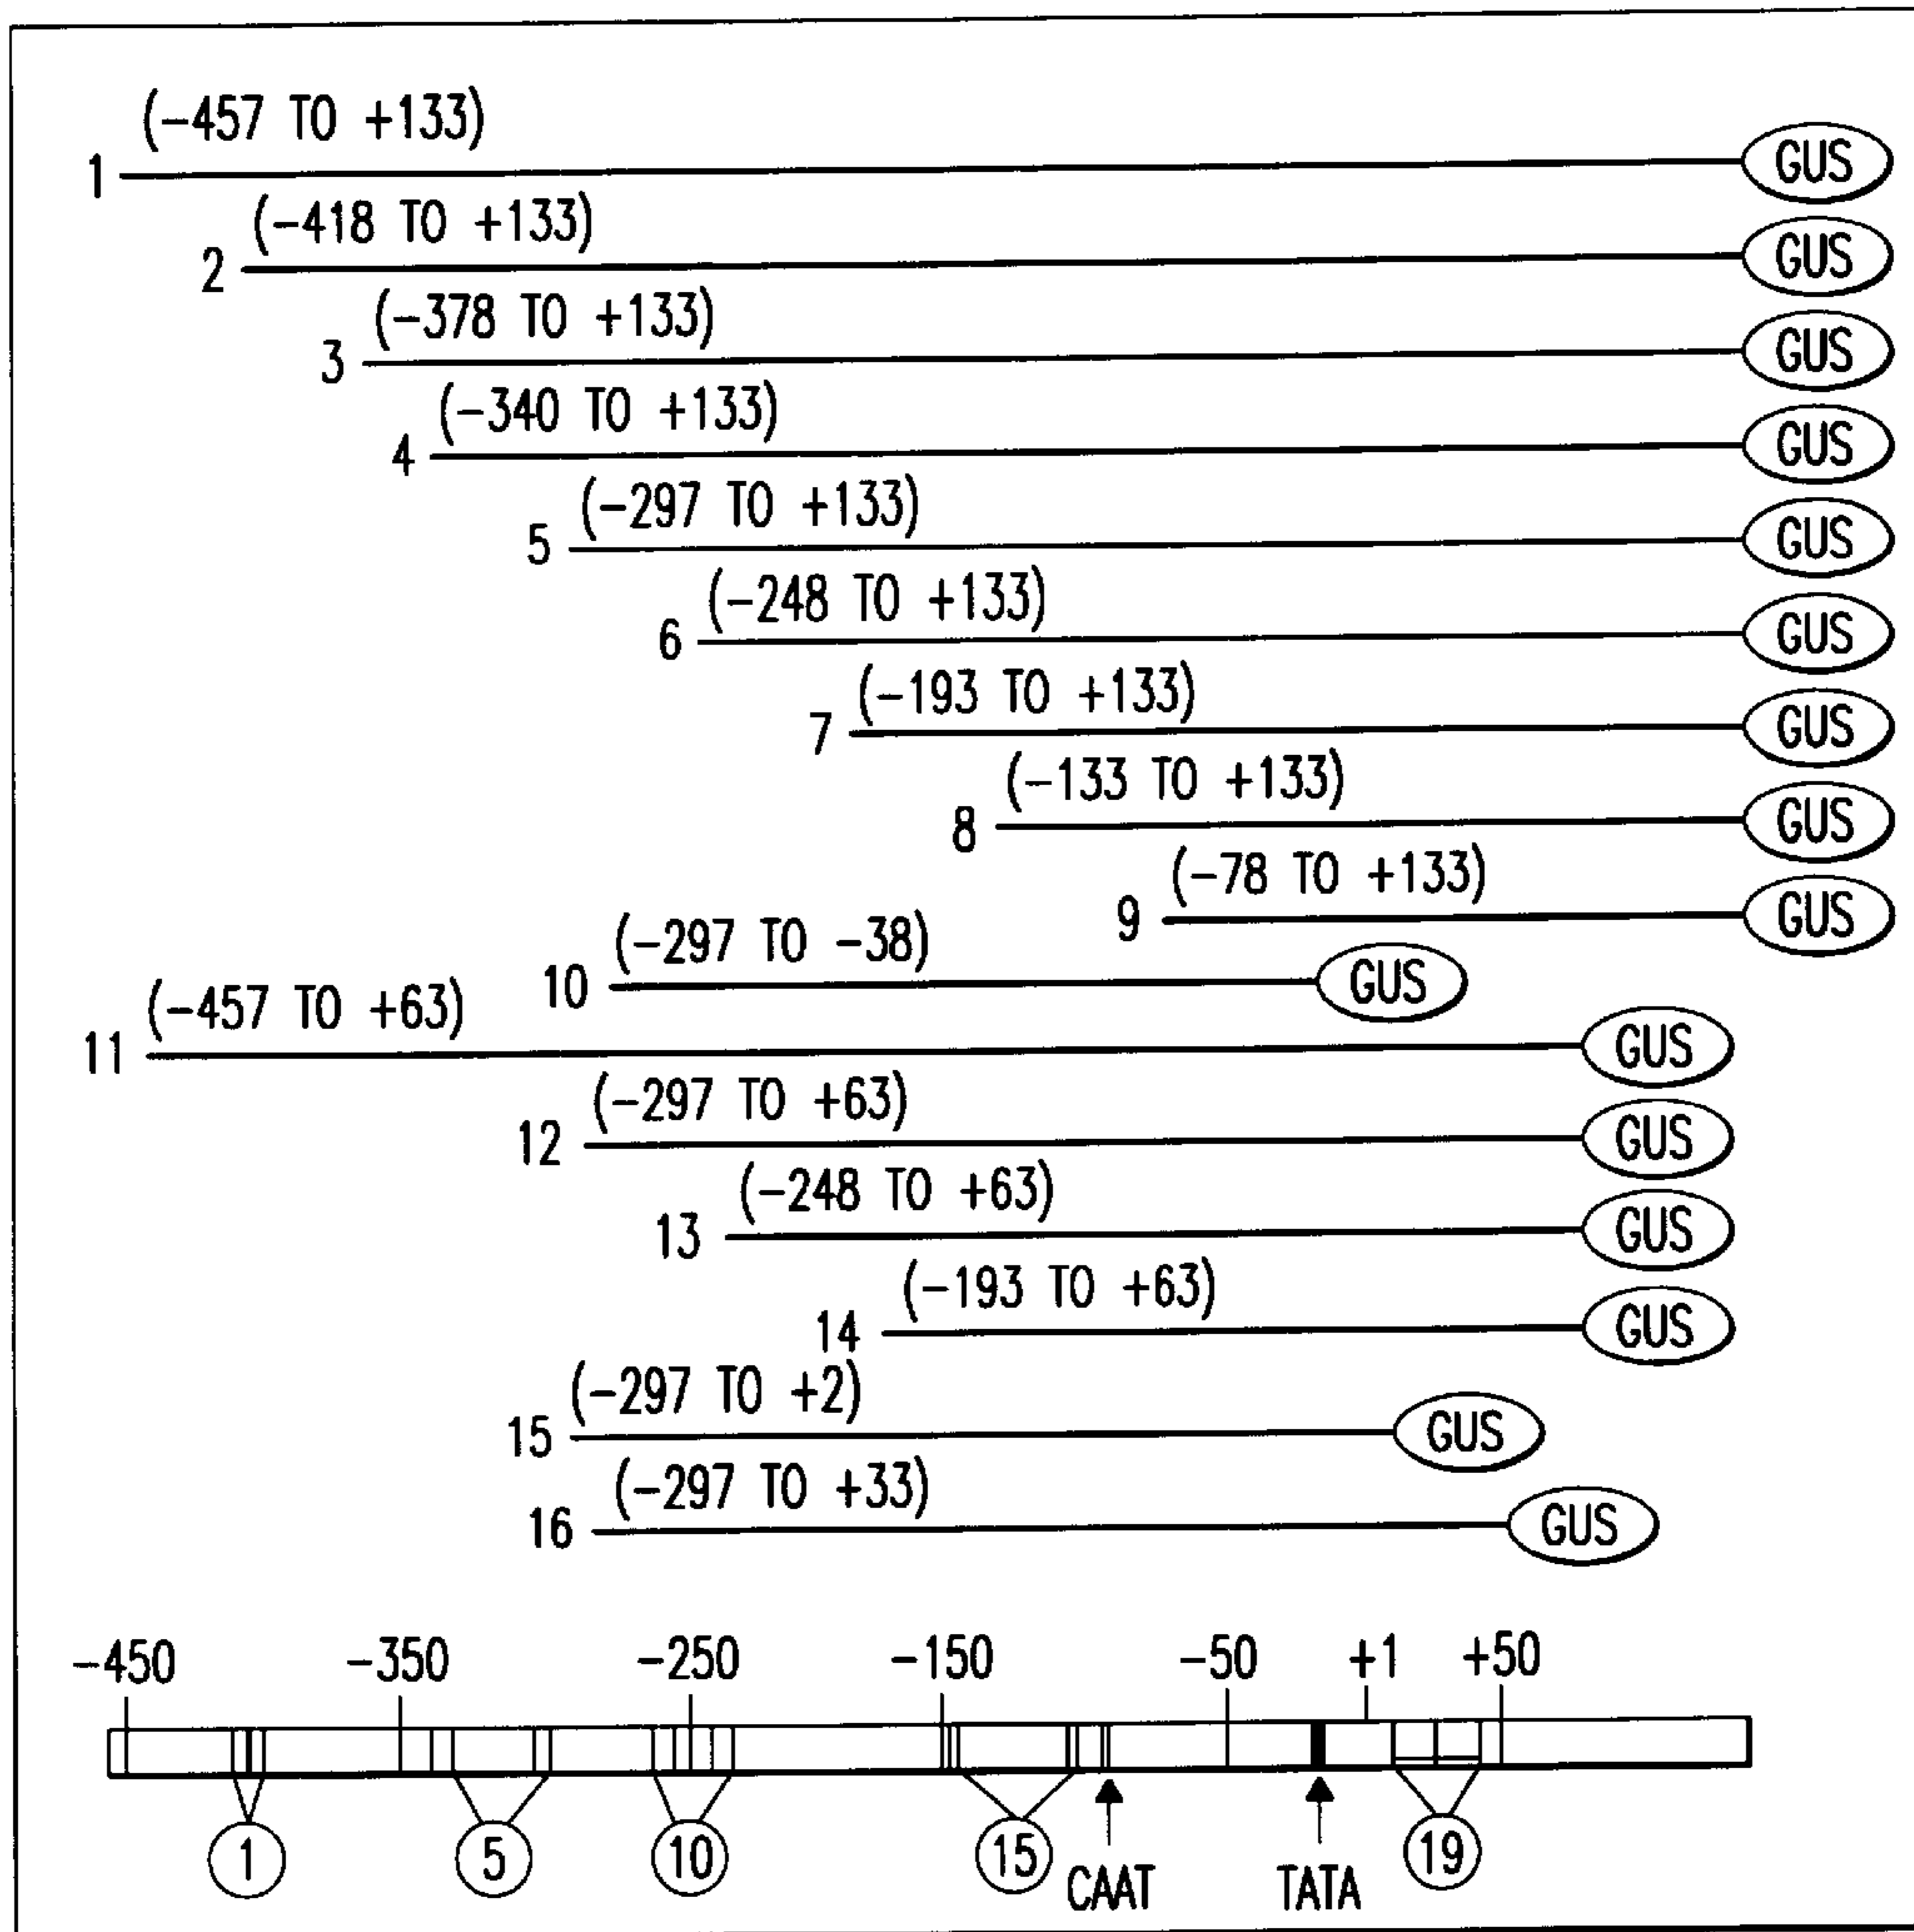 (-457 TO +133)
1 GUS
(-418 TO +133)
2 GUS
(-378 TO +133)
3 GUS
(-340 TO +133)
4 GUS
(-297 TO +133)
5 GUS
(-248 TO +133)
6 GUS
(-193 TO +133)
7 GUS
(-133 TO +133)
8 GUS
(-78 TO +133)
9 GUS
(-297 TO -38)
10 GUS
(-457 TO +63)
11 GUS
(-297 TO +63)
12 GUS
(-248 TO +63)
13 GUS
(-193 TO +63)
14 GUS
(-297 TO +2)
15 GUS
(-297 TO +33)
16 GUS
-450 -350 -250 -150 -50 +1 +50
1 5 10 15 19
CAAT TATA